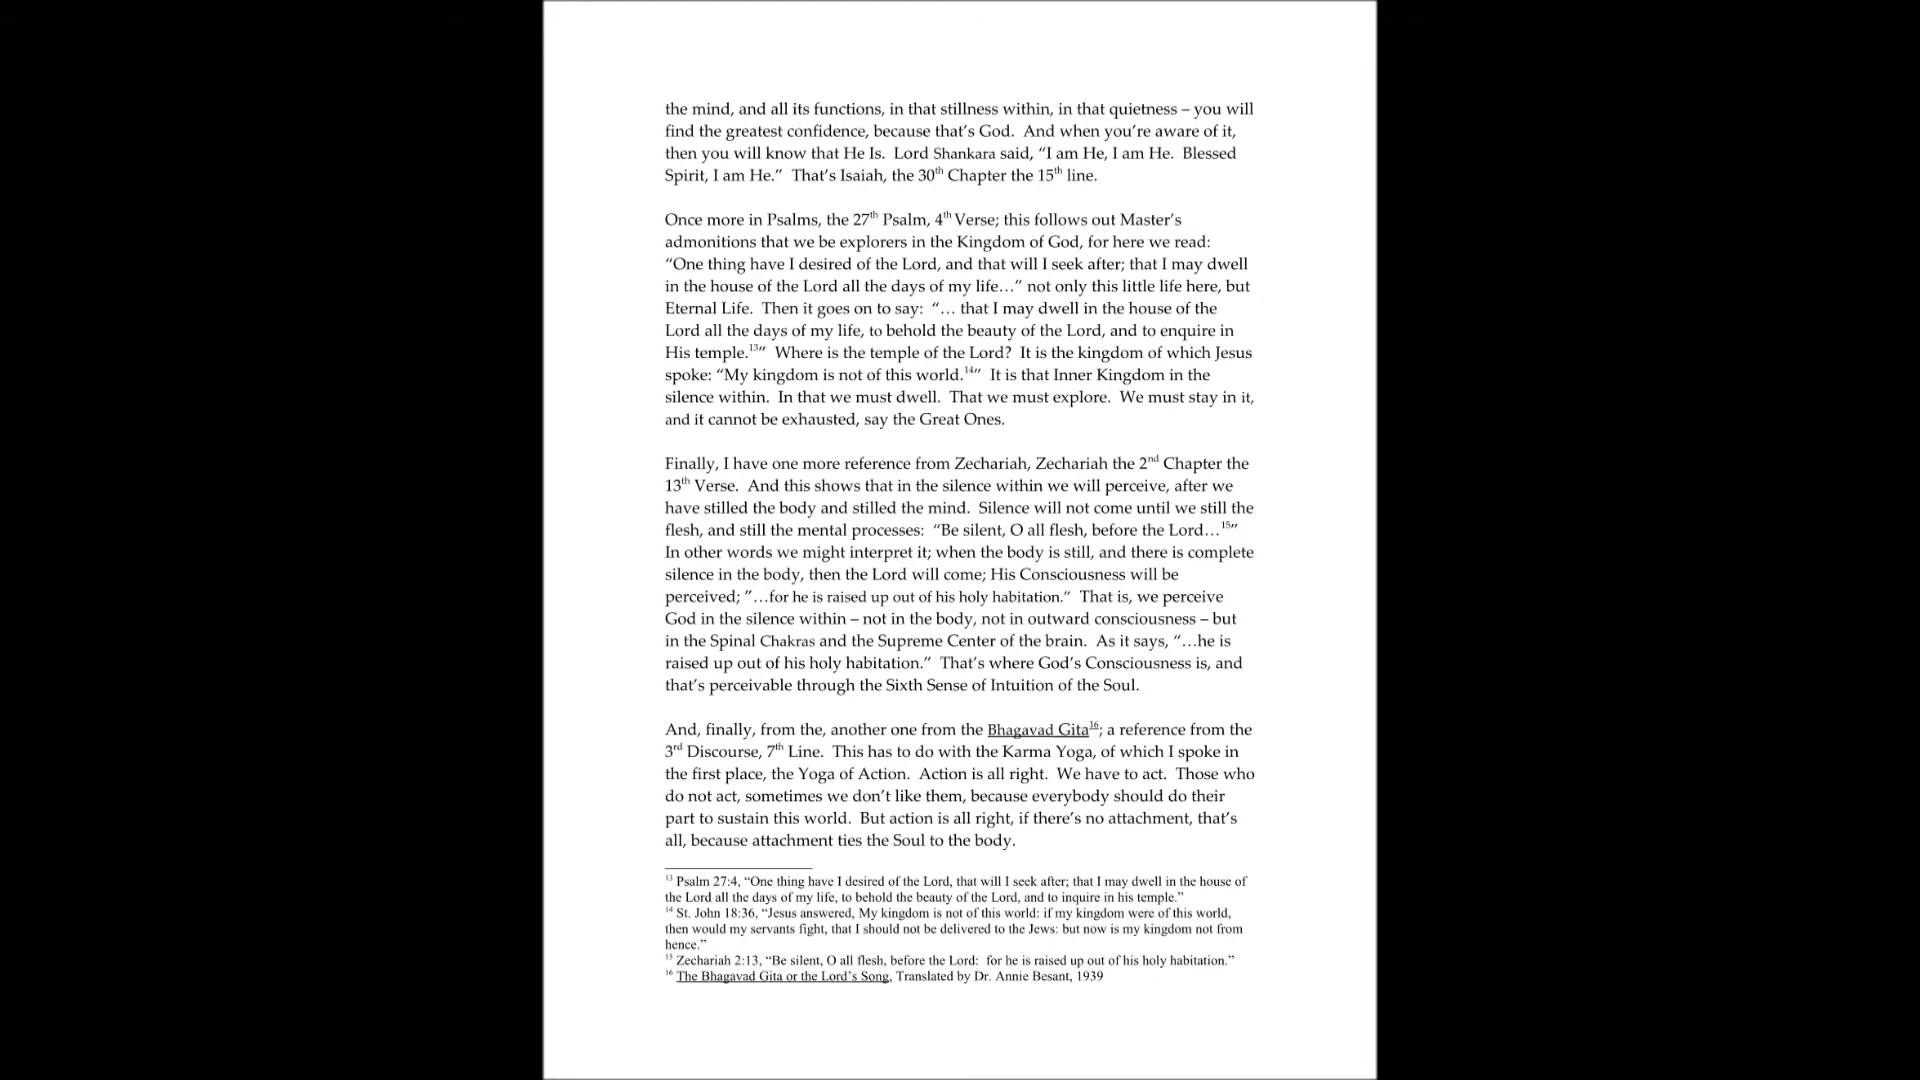 the mind, and all its functions, in that stillness within, in that quietness – you will
find the greatest confidence, because that's God.  And when you're aware of it,
then you will know that He Is.  Lord Shankara said, “I am He, I am He.  Blessed
Spirit, I am He.”  That's Isaiah, the 30th Chapter the 15th line.
Once more in Psalms, the 27th Psalm, 4th Verse; this follows out Master's
admonitions that we be explorers in the Kingdom of God, for here we read:
“One thing have I desired of the Lord, and that will I seek after; that I may dwell
in the house of the Lord all the days of my life…” not only this little life here, but
Eternal Life.  Then it goes on to say:  “… that I may dwell in the house of the
Lord all the days of my life, to behold the beauty of the Lord, and to enquire in
His temple.13”  Where is the temple of the Lord?  It is the kingdom of which Jesus
spoke: “My kingdom is not of this world.14”  It is that Inner Kingdom in the
silence within.  In that we must dwell.  That we must explore.  We must stay in it,
and it cannot be exhausted, say the Great Ones.
Finally, I have one more reference from Zechariah, Zechariah the 2nd Chapter the
13th Verse.  And this shows that in the silence within we will perceive, after we
have stilled the body and stilled the mind.  Silence will not come until we still the
flesh, and still the mental processes:  “Be silent, O all flesh, before the Lord…15”
In other words we might interpret it; when the body is still, and there is complete
silence in the body, then the Lord will come; His Consciousness will be
perceived; ”…for he is raised up out of his holy habitation.”  That is, we perceive
God in the silence within – not in the body, not in outward consciousness – but
in the Spinal Chakras and the Supreme Center of the brain.  As it says, “…he is
raised up out of his holy habitation.”  That's where God's Consciousness is, and
that's perceivable through the Sixth Sense of Intuition of the Soul.
And, finally, from the, another one from the Bhagavad Gita16; a reference from the
3rd Discourse, 7th Line.  This has to do with the Karma Yoga, of which I spoke in
the first place, the Yoga of Action.  Action is all right.  We have to act.  Those who
do not act, sometimes we don't like them, because everybody should do their
part to sustain this world.  But action is all right, if there's no attachment, that's
all, because attachment ties the Soul to the body.
13 Psalm 27:4, “One thing have I desired of the Lord, that will I seek after; that I may dwell in the house of
the Lord all the days of my life, to behold the beauty of the Lord, and to inquire in his temple.”
14 St. John 18:36, “Jesus answered, My kingdom is not of this world: if my kingdom were of this world,
then would my servants fight, that I should not be delivered to the Jews: but now is my kingdom not from
hence.”
15 Zechariah 2:13, “Be silent, O all flesh, before the Lord:  for he is raised up out of his holy habitation.”
16 The Bhagavad Gita or the Lord's Song, Translated by Dr. Annie Besant, 1939